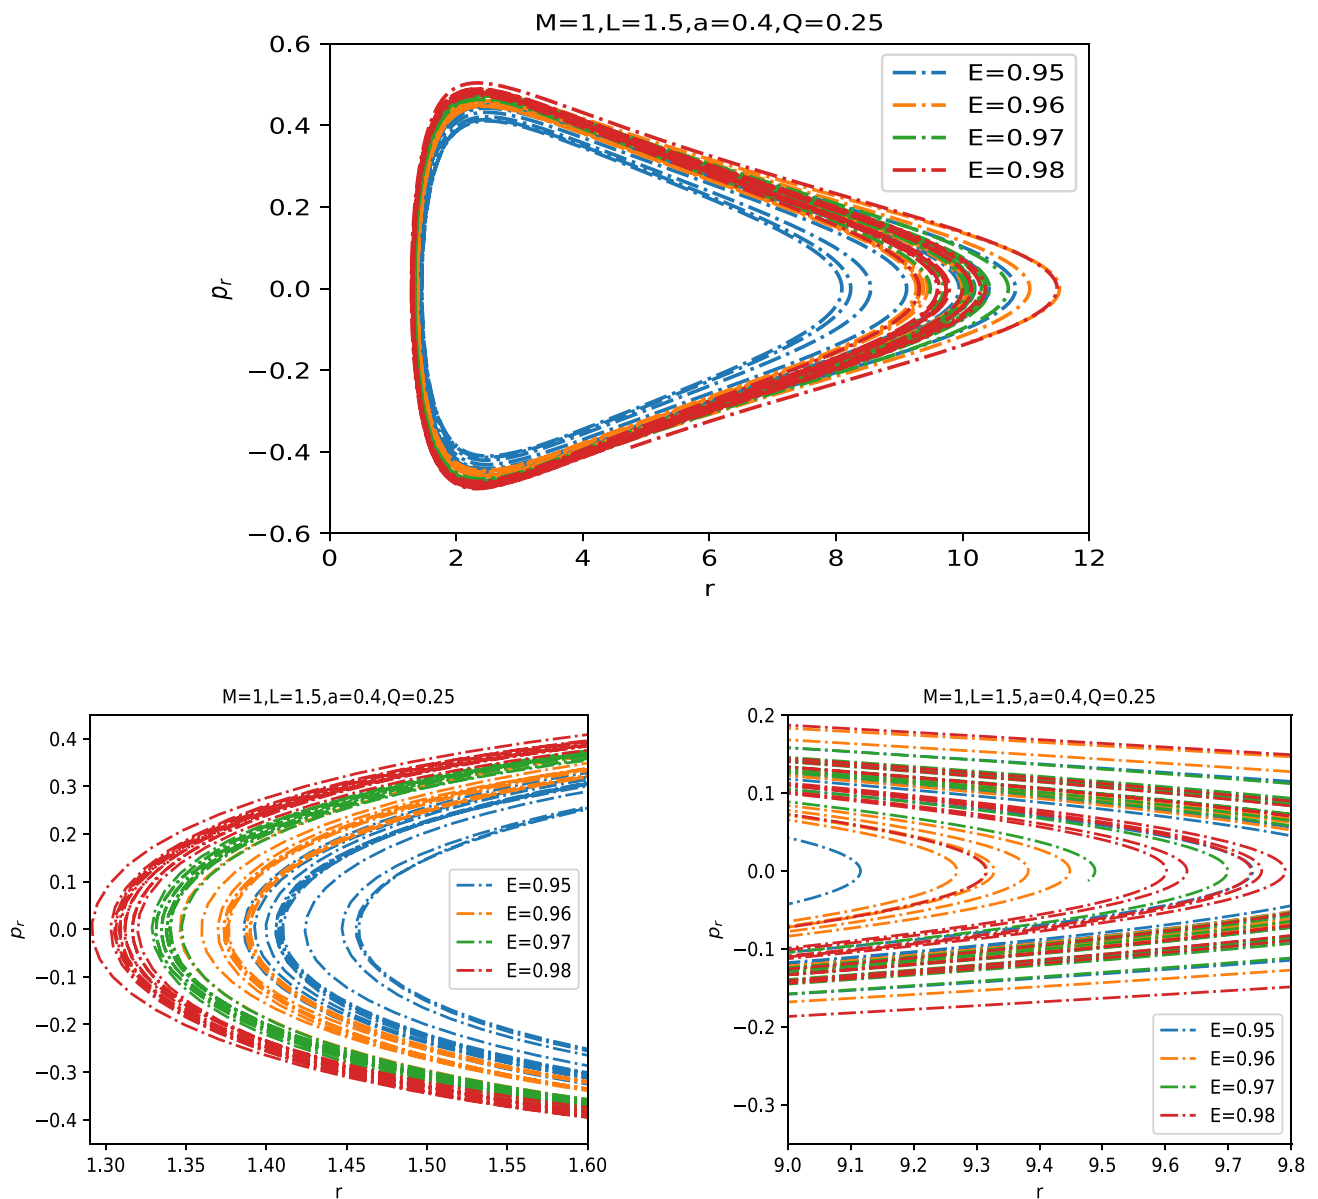 M=1,L=1.5,a=0.4,Q=0.25
0.6
0.4
0.2
0.0
−0.2
−0.4
−0.6
p_r
E=0.95
E=0.96
E=0.97
E=0.98
0 2 4 6 8 10 12
r
M=1,L=1.5,a=0.4,Q=0.25
0.4
0.3
0.2
0.1
0.0
−0.1
−0.2
−0.3
−0.4
p_r
E=0.95
E=0.96
E=0.97
E=0.98
1.30 1.35 1.40 1.45 1.50 1.55 1.60
r
M=1,L=1.5,a=0.4,Q=0.25
0.2
0.1
0.0
−0.1
−0.2
−0.3
p_r
E=0.95
E=0.96
E=0.97
E=0.98
9.0 9.1 9.2 9.3 9.4 9.5 9.6 9.7 9.8
r